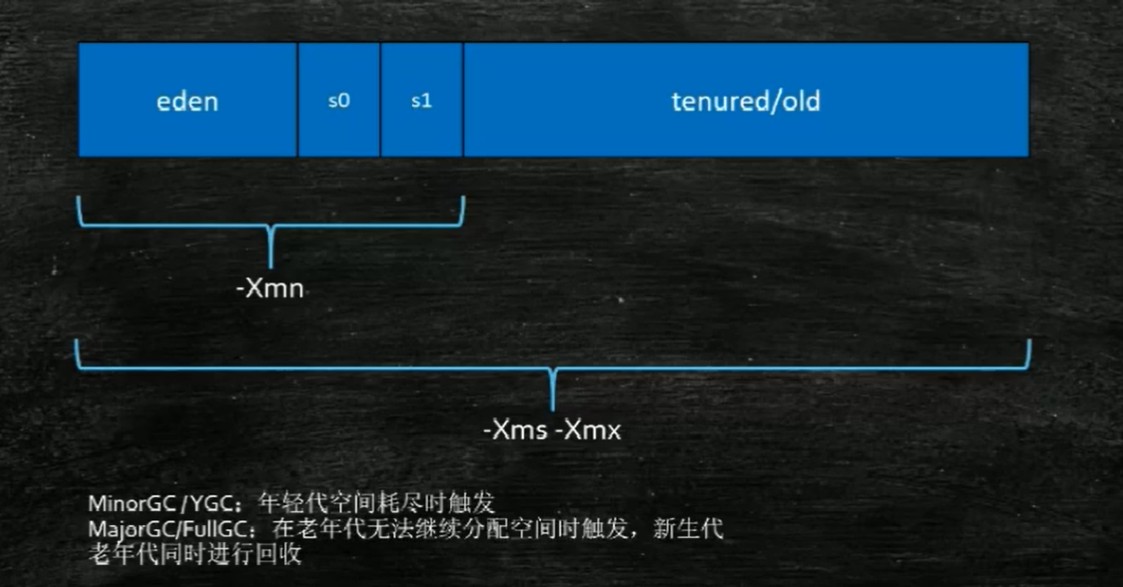 eden s0 s1 tenured/old
-Xmn
-Xms -Xmx
MinorGC/YGC：年轻代空间耗尽时触发
MajorGC/FullGC：在老年代无法继续分配空间时触发，新生代
老年代同时进行回收